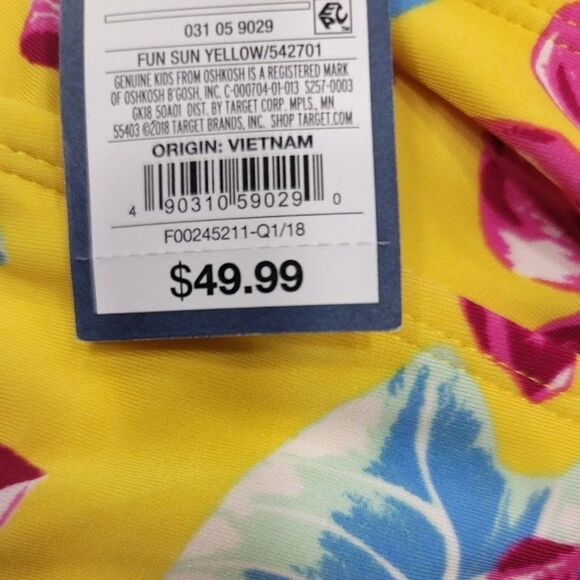 031 05 9029
EPC™
FUN SUN YELLOW/542701
GENUINE KIDS FROM OSHKOSH IS A REGISTERED MARK
OF OSHKOSH B'GOSH, INC. C-000704-01-013 S257-0003
GK18 50A01 DIST. BY TARGET CORP. MPLS, MN
55403 ©2018 TARGET BRANDS, INC. SHOP TARGET.COM
ORIGIN: VIETNAM
4 90310 59029 0
F00245211-Q1/18
$49.99